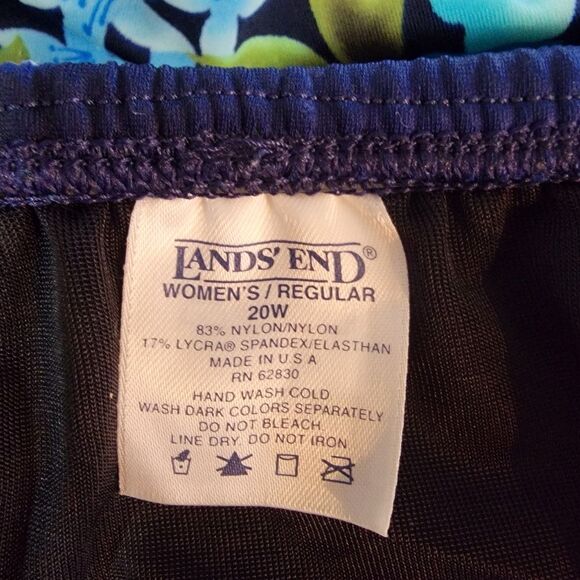 LANDS' END®
WOMEN'S / REGULAR
20W
83% NYLON/NYLON
17% LYCRA® SPANDEX/ELASTHAN
MADE IN U S A
RN 62830
HAND WASH COLD
WASH DARK COLORS SEPARATELY
DO NOT BLEACH
LINE DRY. DO NOT IRON